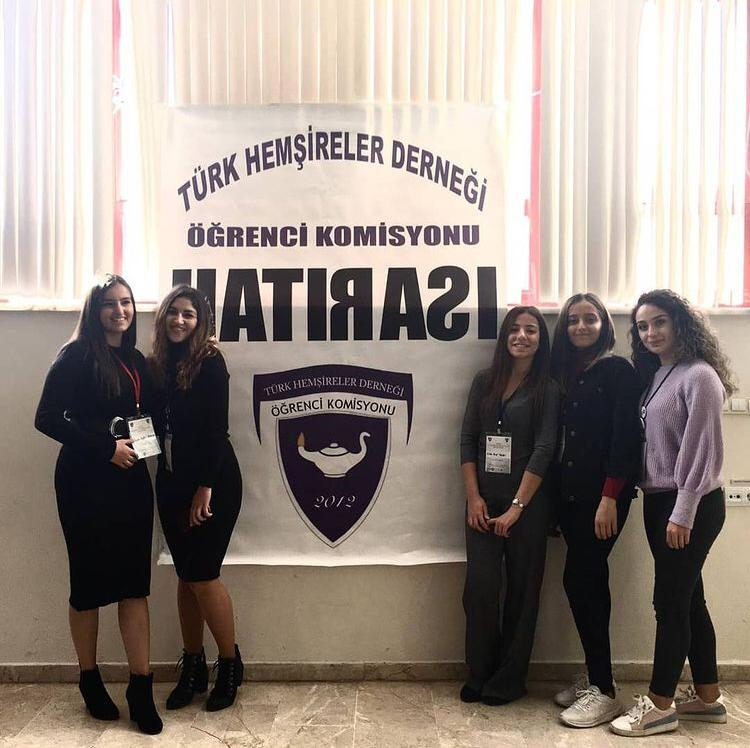 TÜRK HEMŞİRELER DERNEĞİ
ÖĞRENCİ KOMİSYONU
HATIRASI
TÜRK HEMŞİRELER DERNEĞİ
ÖĞRENCİ KOMİSYONU
2012